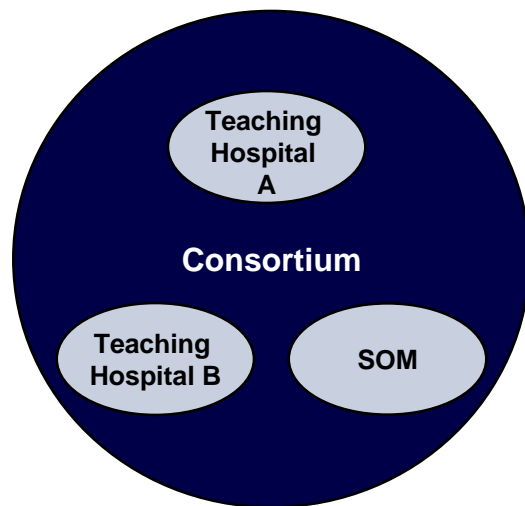 Teaching
Hospital
A
Consortium
Teaching
Hospital B
SOM